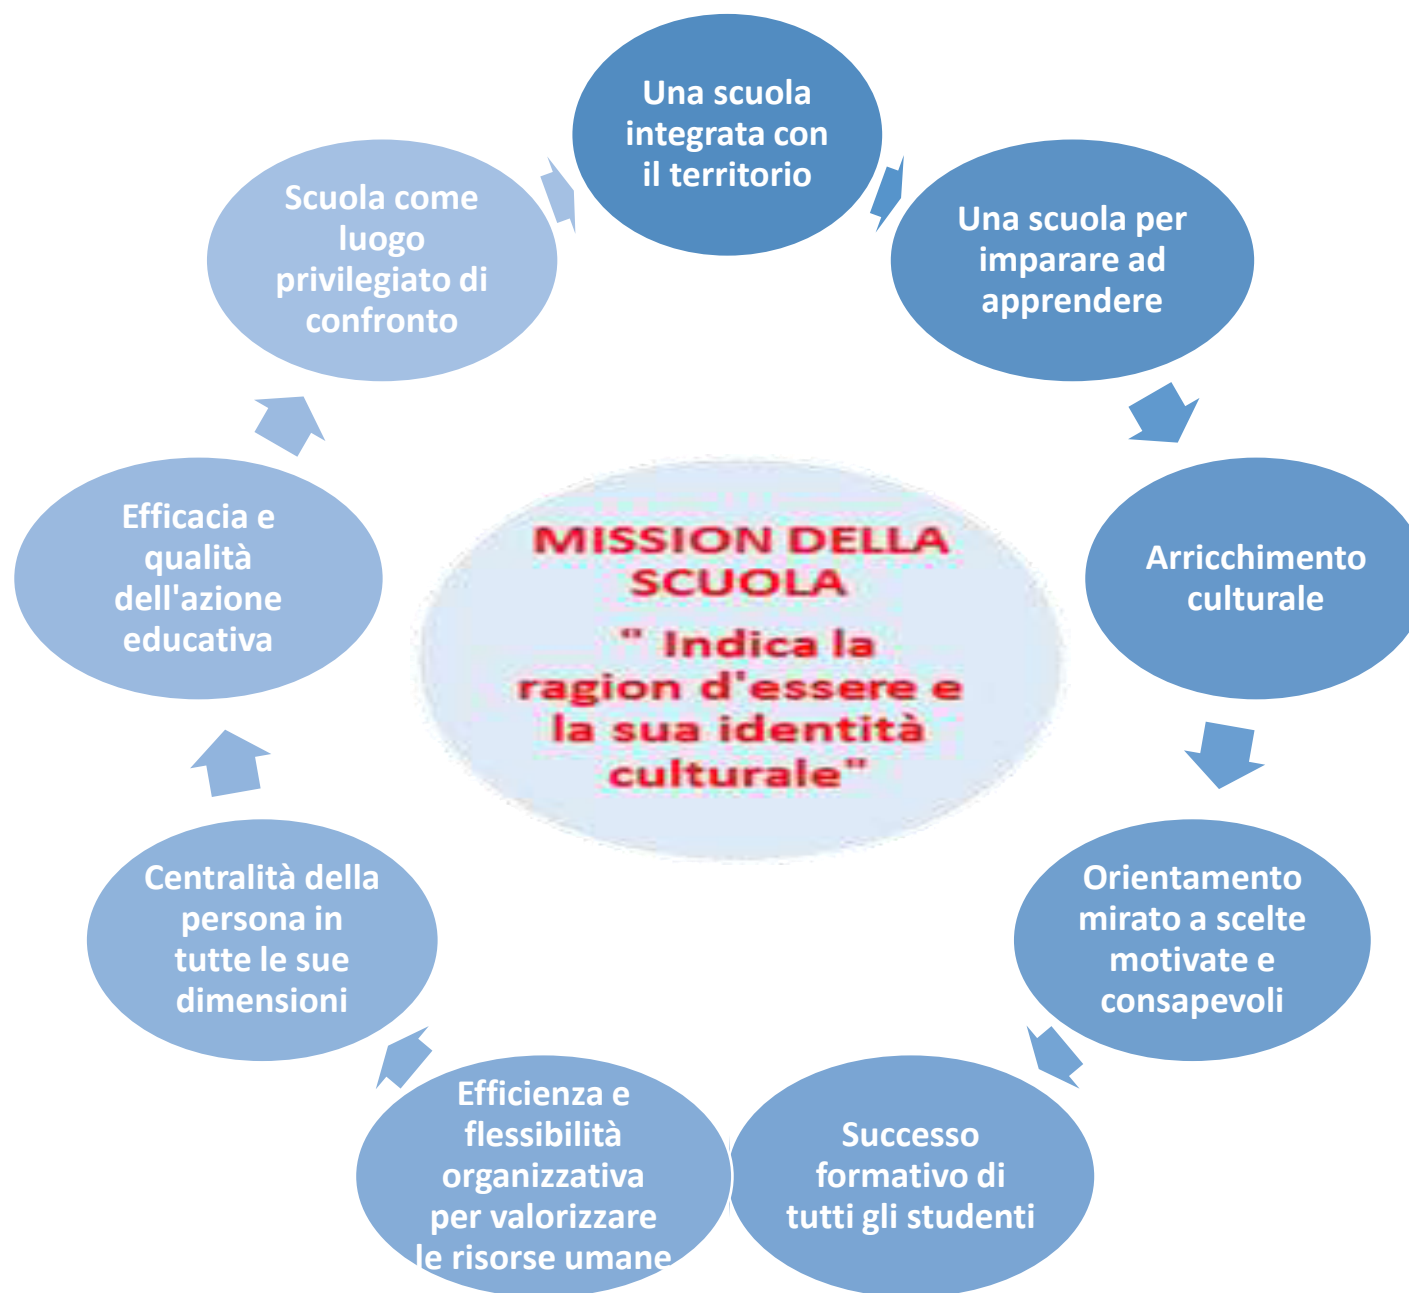 Una scuola
integrata con
il territorio
Una scuola per
imparare ad
apprendere
Arricchimento
culturale
Orientamento
mirato a scelte
motivate e
consapevoli
Successo
formativo di
tutti gli studenti
Efficienza e
flessibilità
organizzativa
per valorizzare
le risorse umane
Centralità della
persona in
tutte le sue
dimensioni
Efficacia e
qualità
dell'azione
educativa
Scuola come
luogo
privilegiato di
confronto
MISSION DELLA
SCUOLA
" Indica la
ragion d'essere e
la sua identità
culturale"